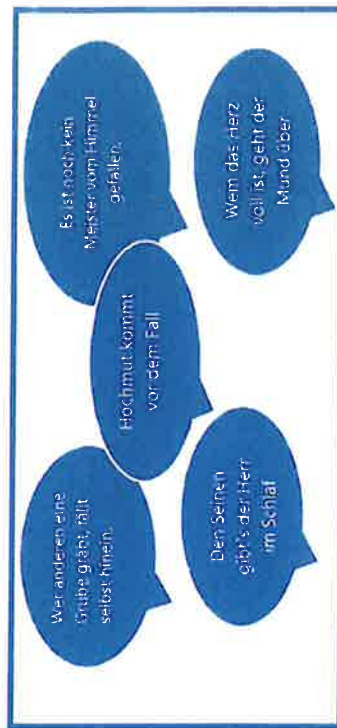 Wer anderen eine
Grube gräbt, fällt
selbst hinein.
Hochmut kommt
vor dem Fall
Es ist noch kein
Meister vom Himmel
gefallen.
Den Seinen
gibt's der Herr
im Schlaf
Wem das Herz
voll ist, geht der
Mund über